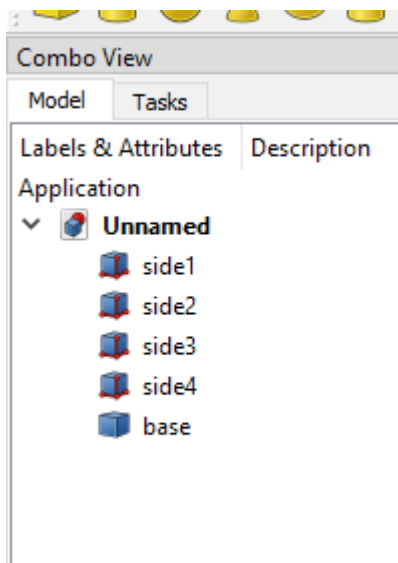 Combo View
Model Tasks
Labels & Attributes Description
Application
Unnamed
side1
side2
side3
side4
base